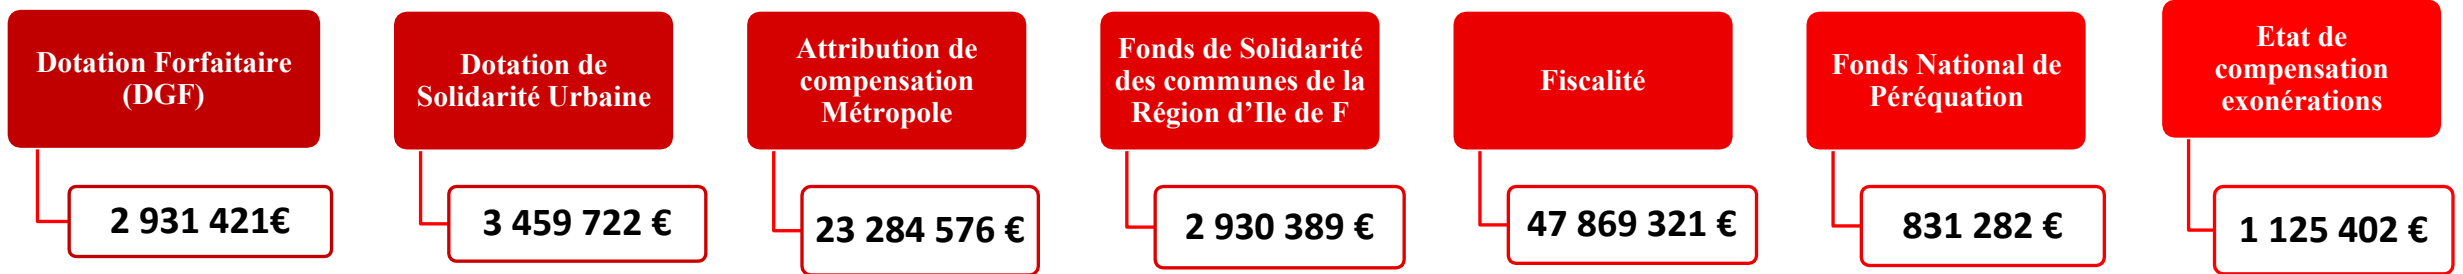 Dotation Forfaitaire
(DGF)
2 931 421€
Dotation de
Solidarité Urbaine
3 459 722 €
Attribution de
compensation
Métropole
23 284 576 €
Fonds de Solidarité
des communes de la
Région d’Ile de F
2 930 389 €
Fiscalité
47 869 321 €
Fonds National de
Péréquation
831 282 €
Etat de
compensation
exonérations
1 125 402 €